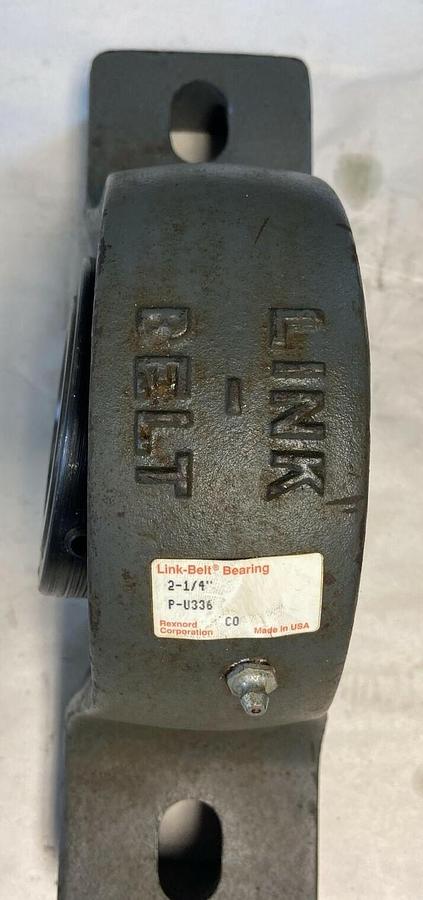 LINK
-
BELT
Link-Belt® Bearing
2-1/4"
P-U336
CO
Rexnord
Corporation
Made in USA